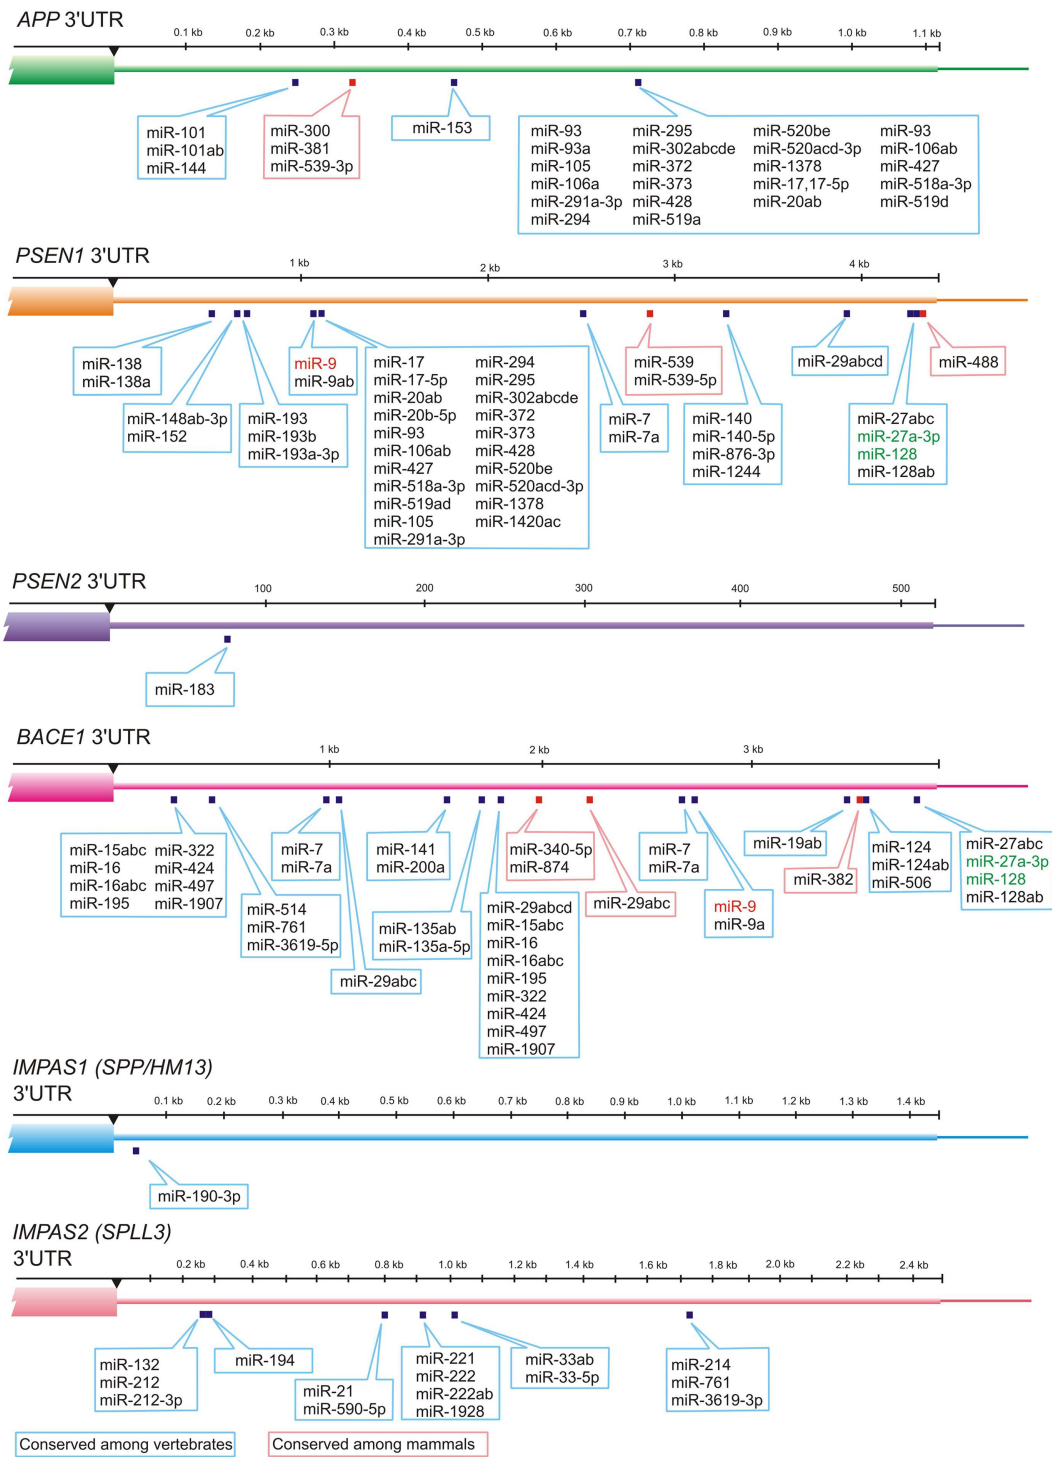 APP 3'UTR
0.1 kb 0.2 kb 0.3 kb 0.4 kb 0.5 kb 0.6 kb 0.7 kb 0.8 kb 0.9 kb 1.0 kb 1.1 kb
miR-101
miR-101ab
miR-144
miR-300
miR-381
miR-539-3p
miR-153
miR-93 miR-295 miR-520be miR-93
miR-93a miR-302abcde miR-520acd-3p miR-106ab
miR-105 miR-372 miR-1378 miR-427
miR-106a miR-373 miR-17,17-5p miR-518a-3p
miR-291a-3p miR-428 miR-20ab miR-519d
miR-294 miR-519a
PSEN1 3'UTR
1 kb 2 kb 3 kb 4 kb
miR-138
miR-138a
miR-148ab-3p
miR-152
miR-193
miR-193b
miR-193a-3p
miR-9
miR-9ab
miR-17 miR-294
miR-17-5p miR-295
miR-20ab miR-302abcde
miR-20b-5p miR-372
miR-93 miR-373
miR-106ab miR-428
miR-427 miR-520be
miR-518a-3p miR-520acd-3p
miR-519ad miR-1378
miR-105 miR-1420ac
miR-291a-3p
miR-7
miR-7a
miR-539
miR-539-5p
miR-140
miR-140-5p
miR-876-3p
miR-1244
miR-29abcd
miR-27abc
miR-27a-3p
miR-128
miR-128ab
miR-488
PSEN2 3'UTR
100 200 300 400 500
miR-183
BACE1 3'UTR
1 kb 2 kb 3 kb
miR-15abc miR-322
miR-16 miR-424
miR-16abc miR-497
miR-195 miR-1907
miR-514
miR-761
miR-3619-5p
miR-7
miR-7a
miR-29abc
miR-141
miR-200a
miR-135ab
miR-135a-5p
miR-29abcd
miR-15abc
miR-16
miR-16abc
miR-195
miR-322
miR-424
miR-497
miR-1907
miR-340-5p
miR-874
miR-29abc
miR-7
miR-7a
miR-9
miR-9a
miR-19ab
miR-382
miR-124
miR-124ab
miR-506
miR-27abc
miR-27a-3p
miR-128
miR-128ab
IMPAS1 (SPP/HM13)
3'UTR
0.1 kb 0.2 kb 0.3 kb 0.4 kb 0.5 kb 0.6 kb 0.7 kb 0.8 kb 0.9 kb 1.0 kb 1.1 kb 1.2 kb 1.3 kb 1.4 kb
miR-190-3p
IMPAS2 (SPLL3)
3'UTR
0.2 kb 0.4 kb 0.6 kb 0.8 kb 1.0 kb 1.2 kb 1.4 kb 1.6 kb 1.8 kb 2.0 kb 2.2 kb 2.4 kb
miR-132
miR-212
miR-212-3p
miR-194
miR-21
miR-590-5p
miR-221
miR-222
miR-222ab
miR-1928
miR-33ab
miR-33-5p
miR-214
miR-761
miR-3619-3p
Conserved among vertebrates
Conserved among mammals